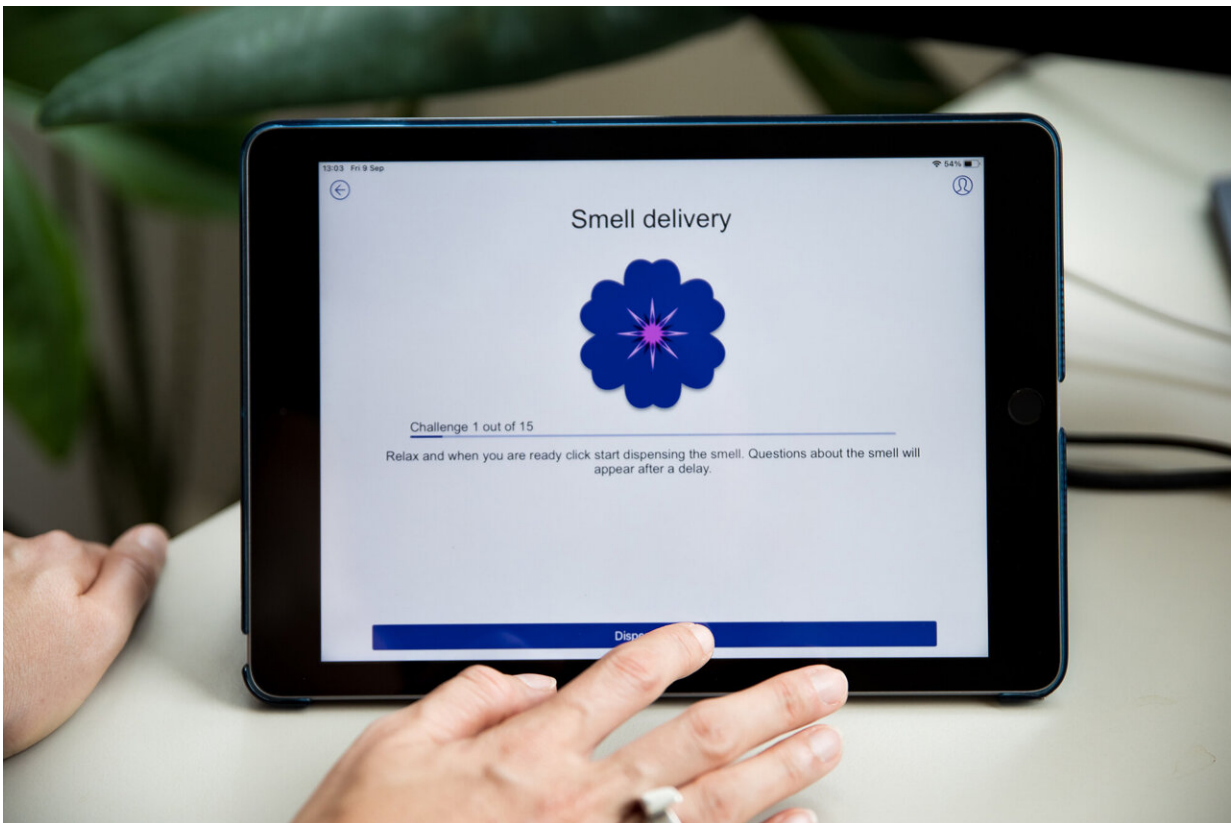 13:03 Fri 9 Sep
54%
Smell delivery
Challenge 1 out of 15
Relax and when you are ready click start dispensing the smell. Questions about the smell will
appear after a delay.